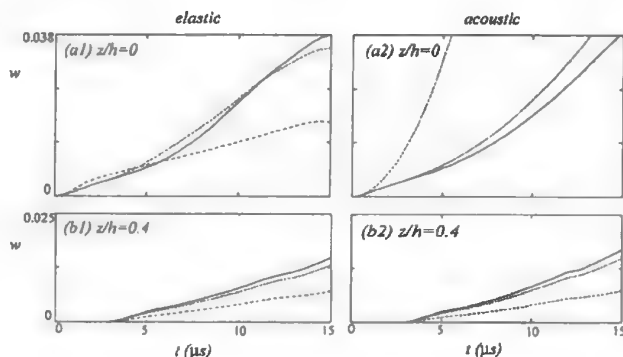 elastic acoustic
0.038
(a1) z/h=0 (a2) z/h=0
w
0
0.025
(b1) z/h=0.4 (b2) z/h=0.4
w
0
0 5 10 15 0 5 10 15
t (μs) t (μs)